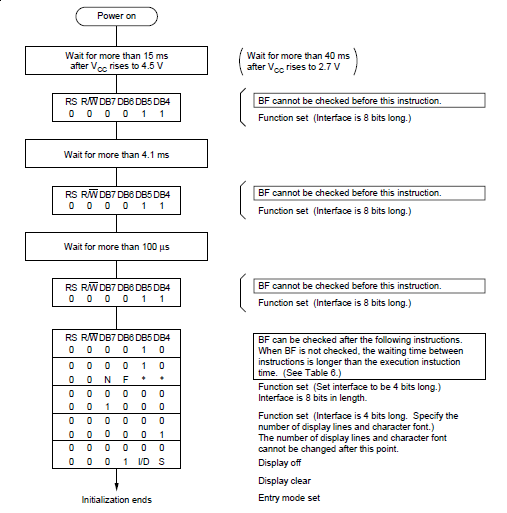 Power on
Wait for more than 15 ms
after VCC rises to 4.5 V
Wait for more than 40 ms
after VCC rises to 2.7 V
RS R/W DB7 DB6 DB5 DB4
0 0 0 0 1 1
BF cannot be checked before this instruction.
Function set (Interface is 8 bits long.)
Wait for more than 4.1 ms
RS R/W DB7 DB6 DB5 DB4
0 0 0 0 1 1
BF cannot be checked before this instruction.
Function set (Interface is 8 bits long.)
Wait for more than 100 µs
RS R/W DB7 DB6 DB5 DB4
0 0 0 0 1 1
BF cannot be checked before this instruction.
Function set (Interface is 8 bits long.)
RS R/W DB7 DB6 DB5 DB4
0 0 0 0 1 0
0 0 0 0 1 0
0 0 N F * *
0 0 0 0 0 0
0 0 1 0 0 0
0 0 0 0 0 0
0 0 0 0 0 1
0 0 0 0 0 0
0 0 0 1 I/D S
Initialization ends
BF can be checked after the following instructions.
When BF is not checked, the waiting time between
instructions is longer than the execution instuction
time. (See Table 6.)
Function set (Set interface to be 4 bits long.)
Interface is 8 bits in length.
Function set (Interface is 4 bits long. Specify the
number of display lines and character font.)
The number of display lines and character font
cannot be changed after this point.
Display off
Display clear
Entry mode set